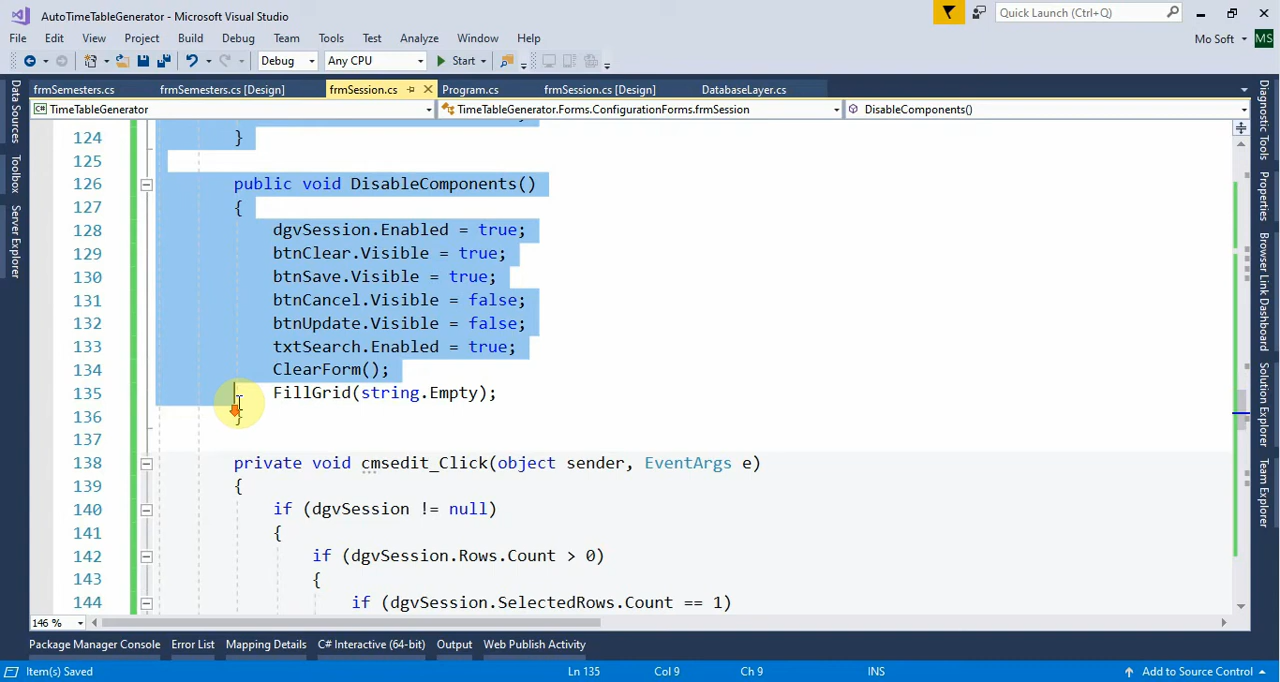 AutoTimeTableGenerator - Microsoft Visual Studio
Quick Launch (Ctrl+Q)
File Edit View Project Build Debug Team Tools Test Analyze Window Help
Mo Soft MS
Debug Any CPU Start
frmSemesters.cs frmSemesters.cs [Design] frmSession.cs Program.cs frmSession.cs [Design] DatabaseLayer.cs
TimeTableGenerator TimeTableGenerator.Forms.ConfigurationForms.frmSession DisableComponents()
Data Sources
Toolbox
Server Explorer
124 }
125
126 public void DisableComponents()
127 {
128 dgvSession.Enabled = true;
129 btnClear.Visible = true;
130 btnSave.Visible = true;
131 btnCancel.Visible = false;
132 btnUpdate.Visible = false;
133 txtSearch.Enabled = true;
134 ClearForm();
135 FillGrid(string.Empty);
136 }
137
138 private void cmsedit_Click(object sender, EventArgs e)
139 {
140 if (dgvSession != null)
141 {
142 if (dgvSession.Rows.Count > 0)
143 {
144 if (dgvSession.SelectedRows.Count == 1)
Diagnostic Tools
Properties
Browser Link Dashboard
Solution Explorer
Team Explorer
146 %
Package Manager Console Error List Mapping Details C# Interactive (64-bit) Output Web Publish Activity
Item(s) Saved Ln 135 Col 9 Ch 9 INS Add to Source Control